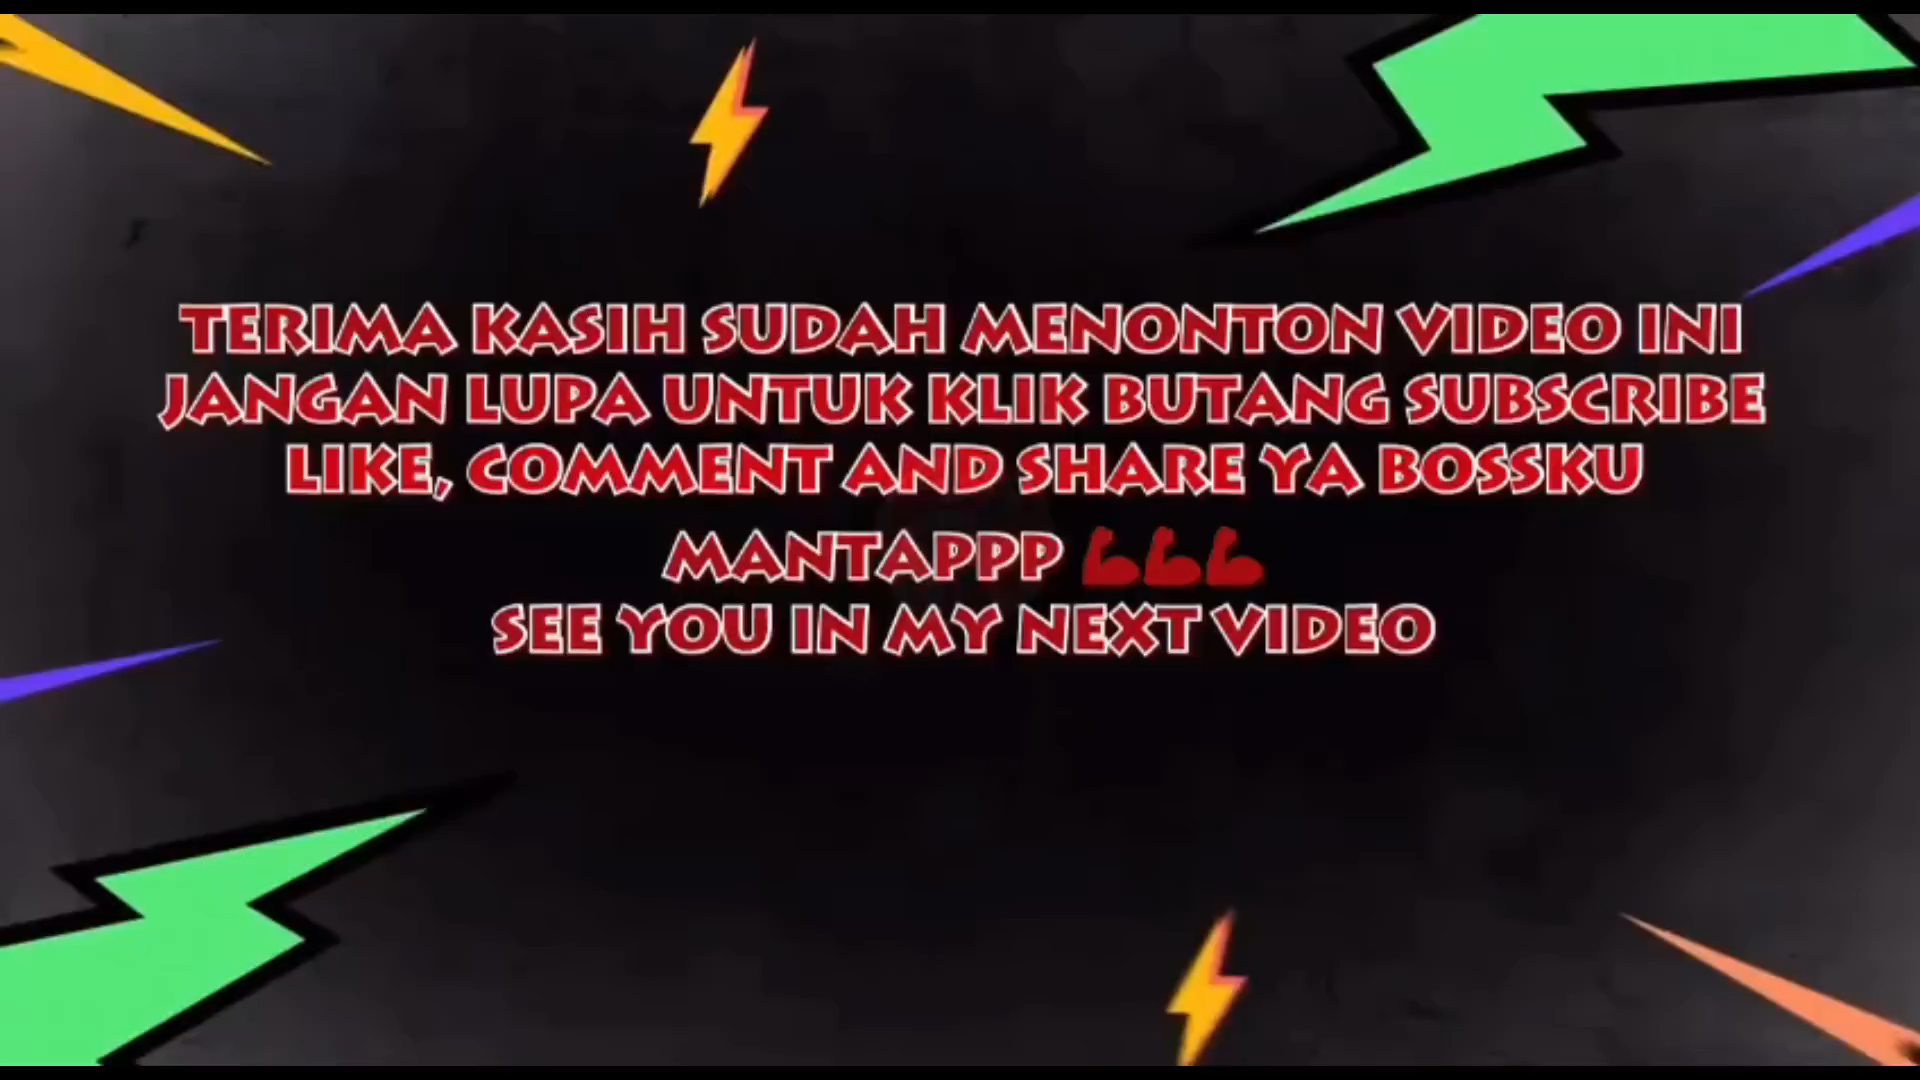 TERIMA KASIH SUDAH MENONTON VIDEO INI
JANGAN LUPA UNTUK KLIK BUTANG SUBSCRIBE
LIKE, COMMENT AND SHARE YA BOSSKU
MANTAPPP 💪💪💪
SEE YOU IN MY NEXT VIDEO